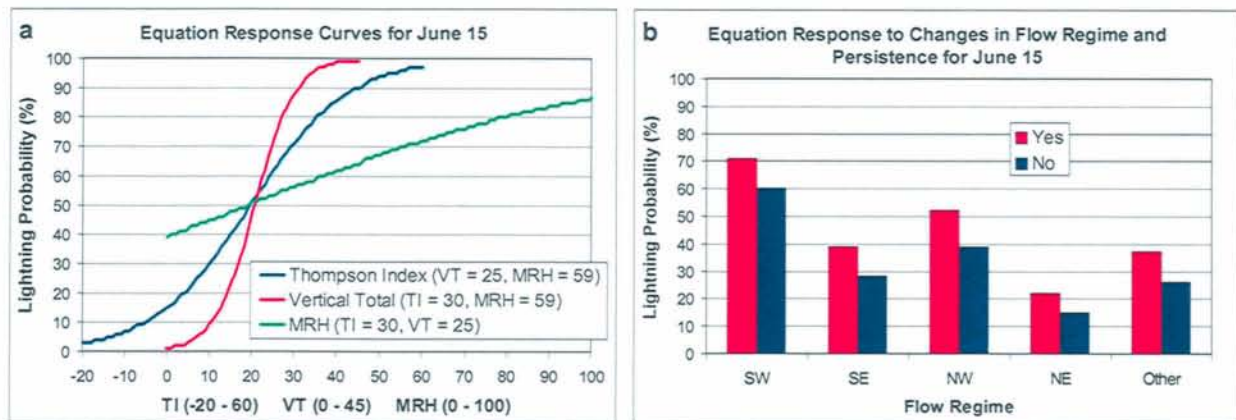 a
Equation Response Curves for June 15
Lightning Probability (%)
100
90
80
70
60
50
40
30
20
10
0
Thompson Index (VT = 25, MRH = 59)
Vertical Total (TI = 30, MRH = 59)
MRH (TI = 30, VT = 25)
-20 -10 0 10 20 30 40 50 60 70 80 90 100
TI (-20 - 60) VT (0 - 45) MRH (0 - 100)
b
Equation Response to Changes in Flow Regime and
Persistence for June 15
Lightning Probability (%)
100
90
80
70
60
50
40
30
20
10
0
Yes
No
SW SE NW NE Other
Flow Regime